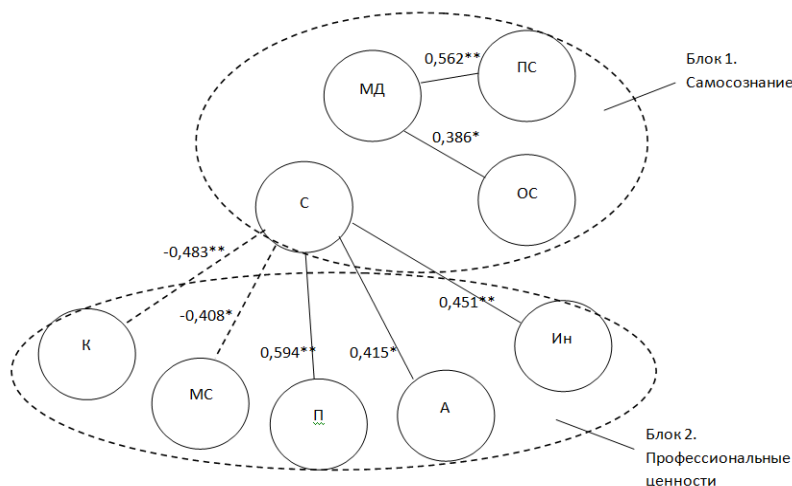 0,562**
ПС
Блок 1.
Самосознание
МД
0,386*
ОС
С
-0,483**
-0,408*
0,451**
К
МС
0,594**
0,415*
Ин
П
А
Блок 2.
Профессиональные
ценности